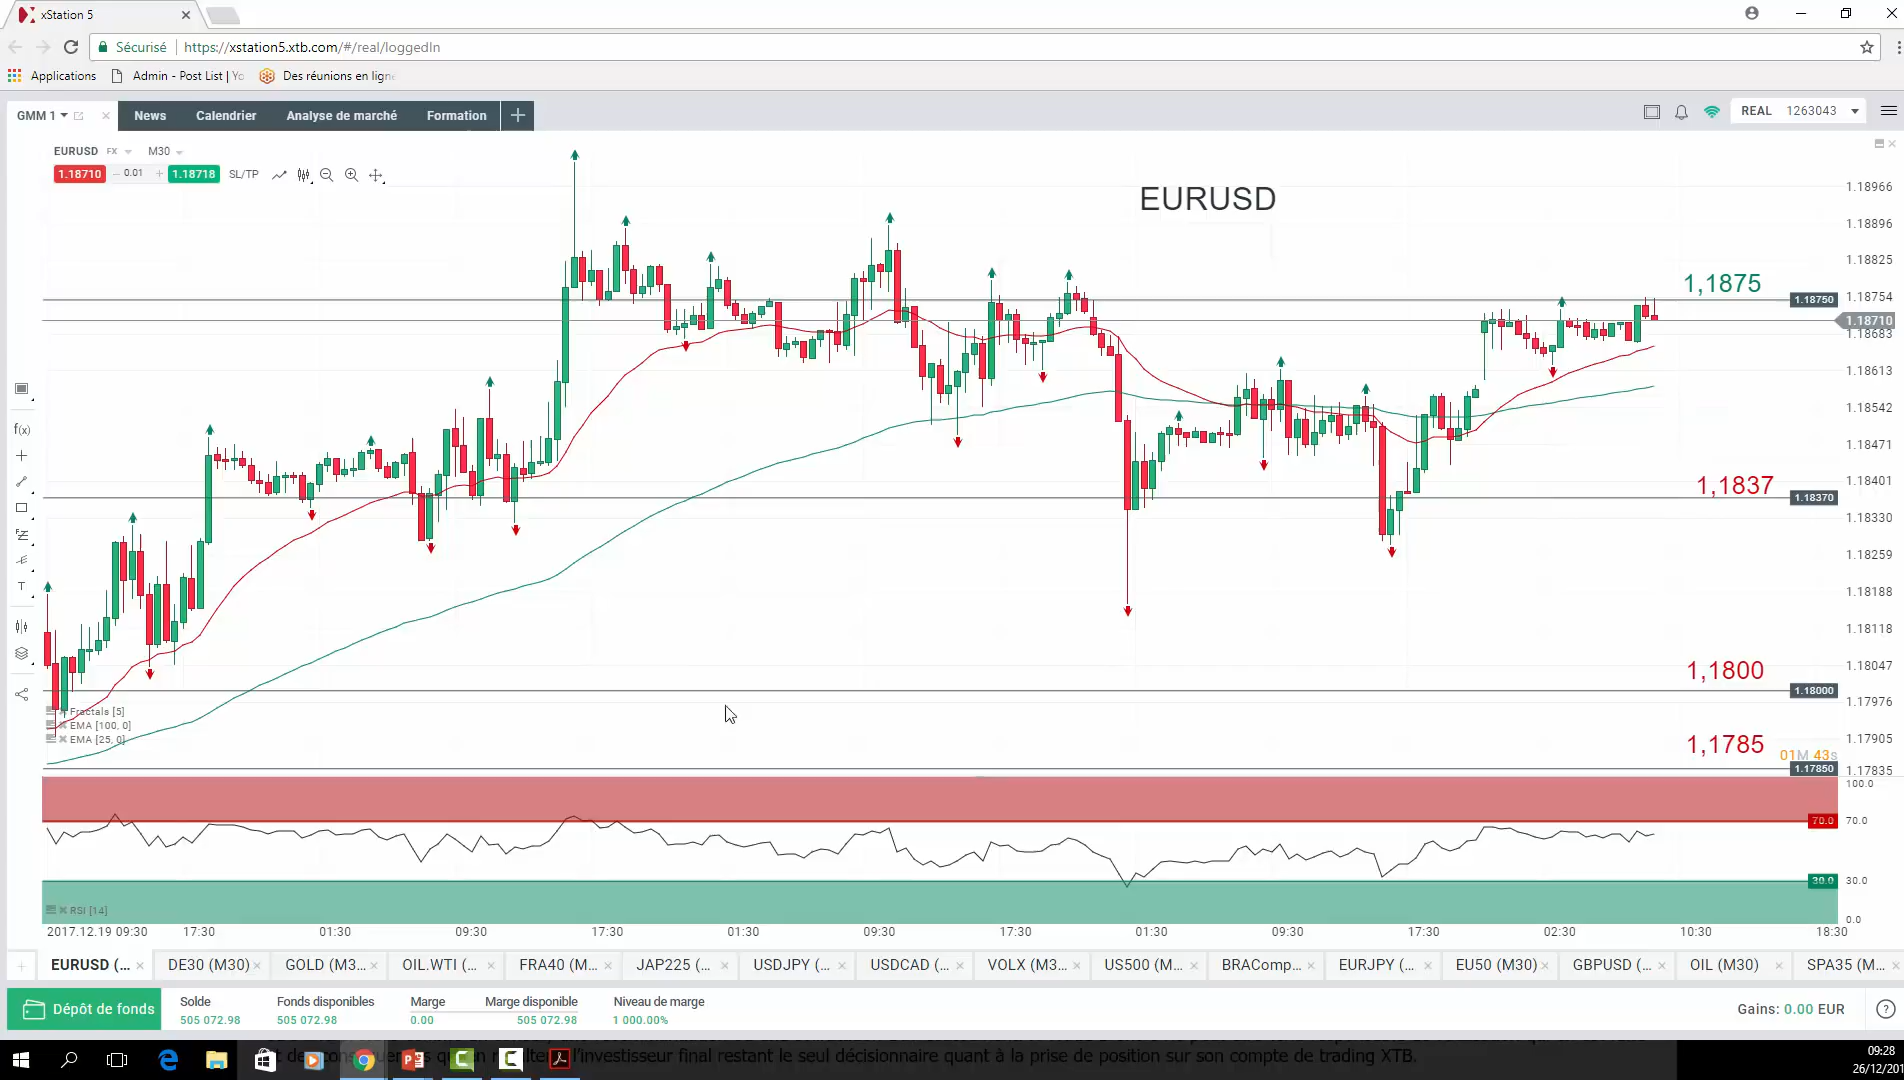 xStation 5
Sécurisé https://xstation5.xtb.com/#/real/loggedIn
Applications Admin - Post List | Yo Des réunions en ligne
GMM 1 News Calendrier Analyse de marché Formation REAL 1263043
EURUSD FX M30
1.18710 0.01 1.18718 SL/TP
EURUSD
1.18966
1.18896
1.18825
1,1875
1.18754
1.18750
1.18710
1.18683
1.18613
1.18542
1.18471
1.18401
1,1837
1.18370
1.18330
1.18259
1.18188
1.18118
1.18047
1,1800
1.18000
1.17976
1.17905
1,1785
01M 43s
1.17850
1.17835
f(x)
T
Fractals [5]
EMA [100, 0]
EMA [25, 0]
100.0
70.0 70.0
30.0 30.0
RSI [14]
0.0
2017.12.19 09:30 17:30 01:30 09:30 17:30 01:30 09:30 17:30 01:30 09:30 17:30 02:30 10:30 18:30
EURUSD (... DE30 (M30) GOLD (M3... OIL.WTI (... FRA40 (M... JAP225 (... USDJPY (... USDCAD (... VOLX (M3... US500 (M... BRAComp... EURJPY (... EU50 (M30) GBPUSD (... OIL (M30) SPA35 (M...
Dépôt de fonds
Solde Fonds disponibles Marge Marge disponible Niveau de marge
505 072.98 505 072.98 0.00 505 072.98 1 000.00%
Gains: 0.00 EUR
l'investisseur final restant le seul décisionnaire quant à la prise de position sur son compte de trading XTB.
09:28
26/12/201